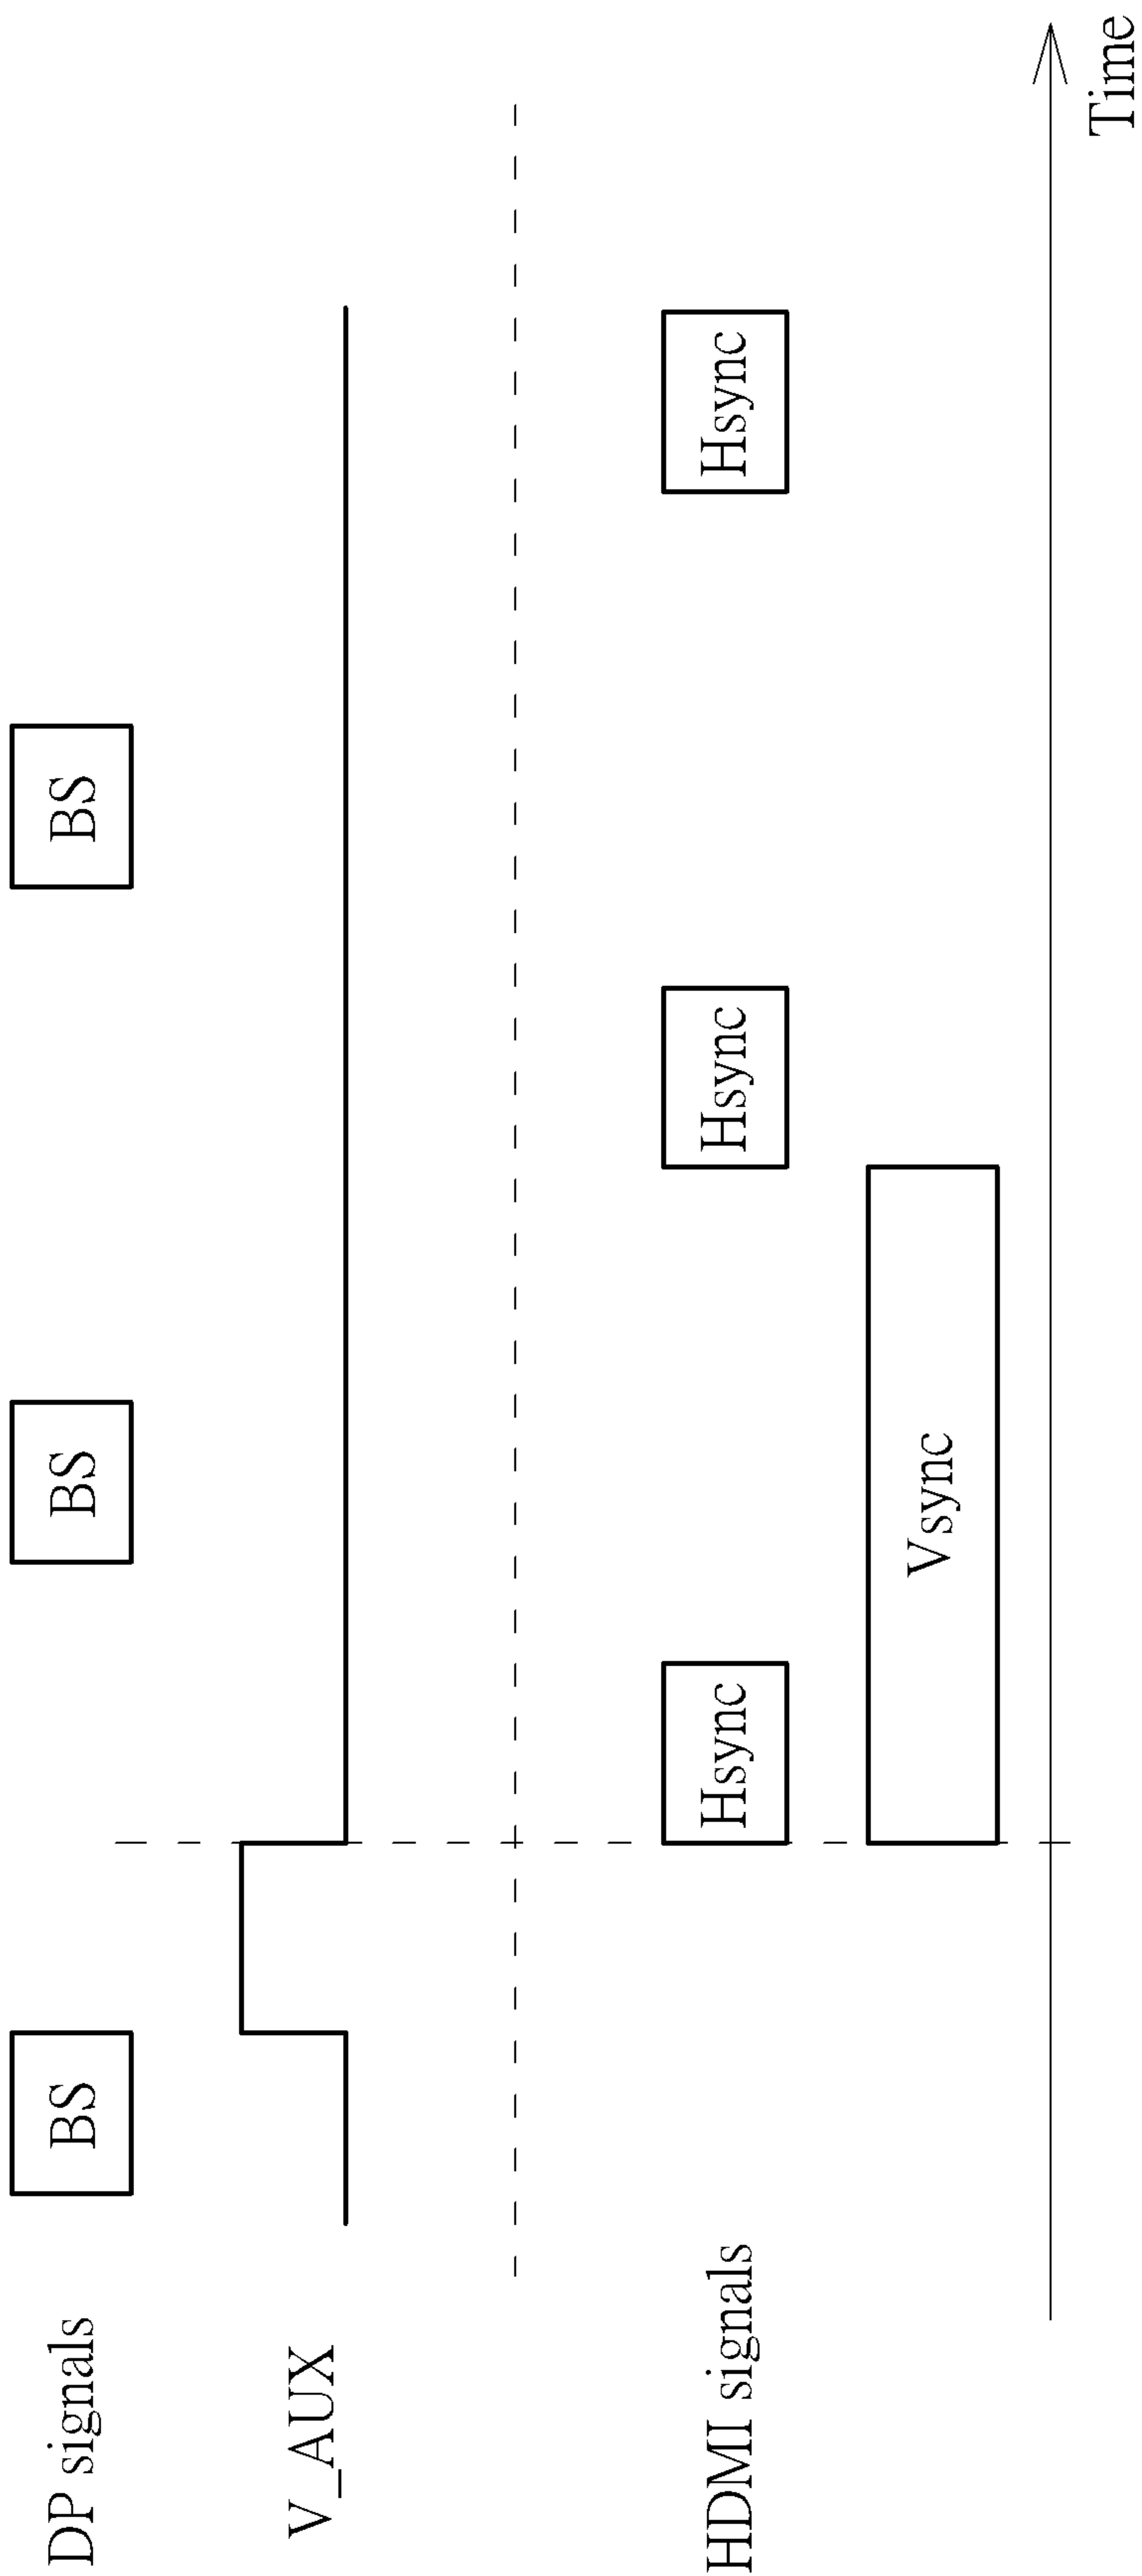 DP signals
BS
BS
BS
V_AUX
HDMI signals
Hsync
Hsync
Hsync
Vsync
Time